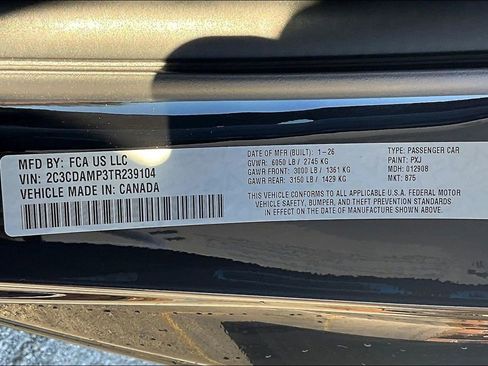 MFD BY: FCA US LLC
VIN: 2C3CDAMP3TR239104
VEHICLE MADE IN: CANADA
DATE OF MFR (BUILT): 1-26
GVWR: 6050 LB / 2745 KG
GAWR FRONT: 3000 LB / 1361 KG
GAWR REAR: 3150 LB / 1429 KG
TYPE: PASSENGER CAR
PAINT: PXJ
MDH: 012908
MKT: 875
THIS VEHICLE CONFORMS TO ALL APPLICABLE U.S.A. FEDERAL MOTOR
VEHICLE SAFETY, BUMPER, AND THEFT PREVENTION STANDARDS
IN EFFECT ON THE DATE OF MANUFACTURE SHOWN ABOVE.